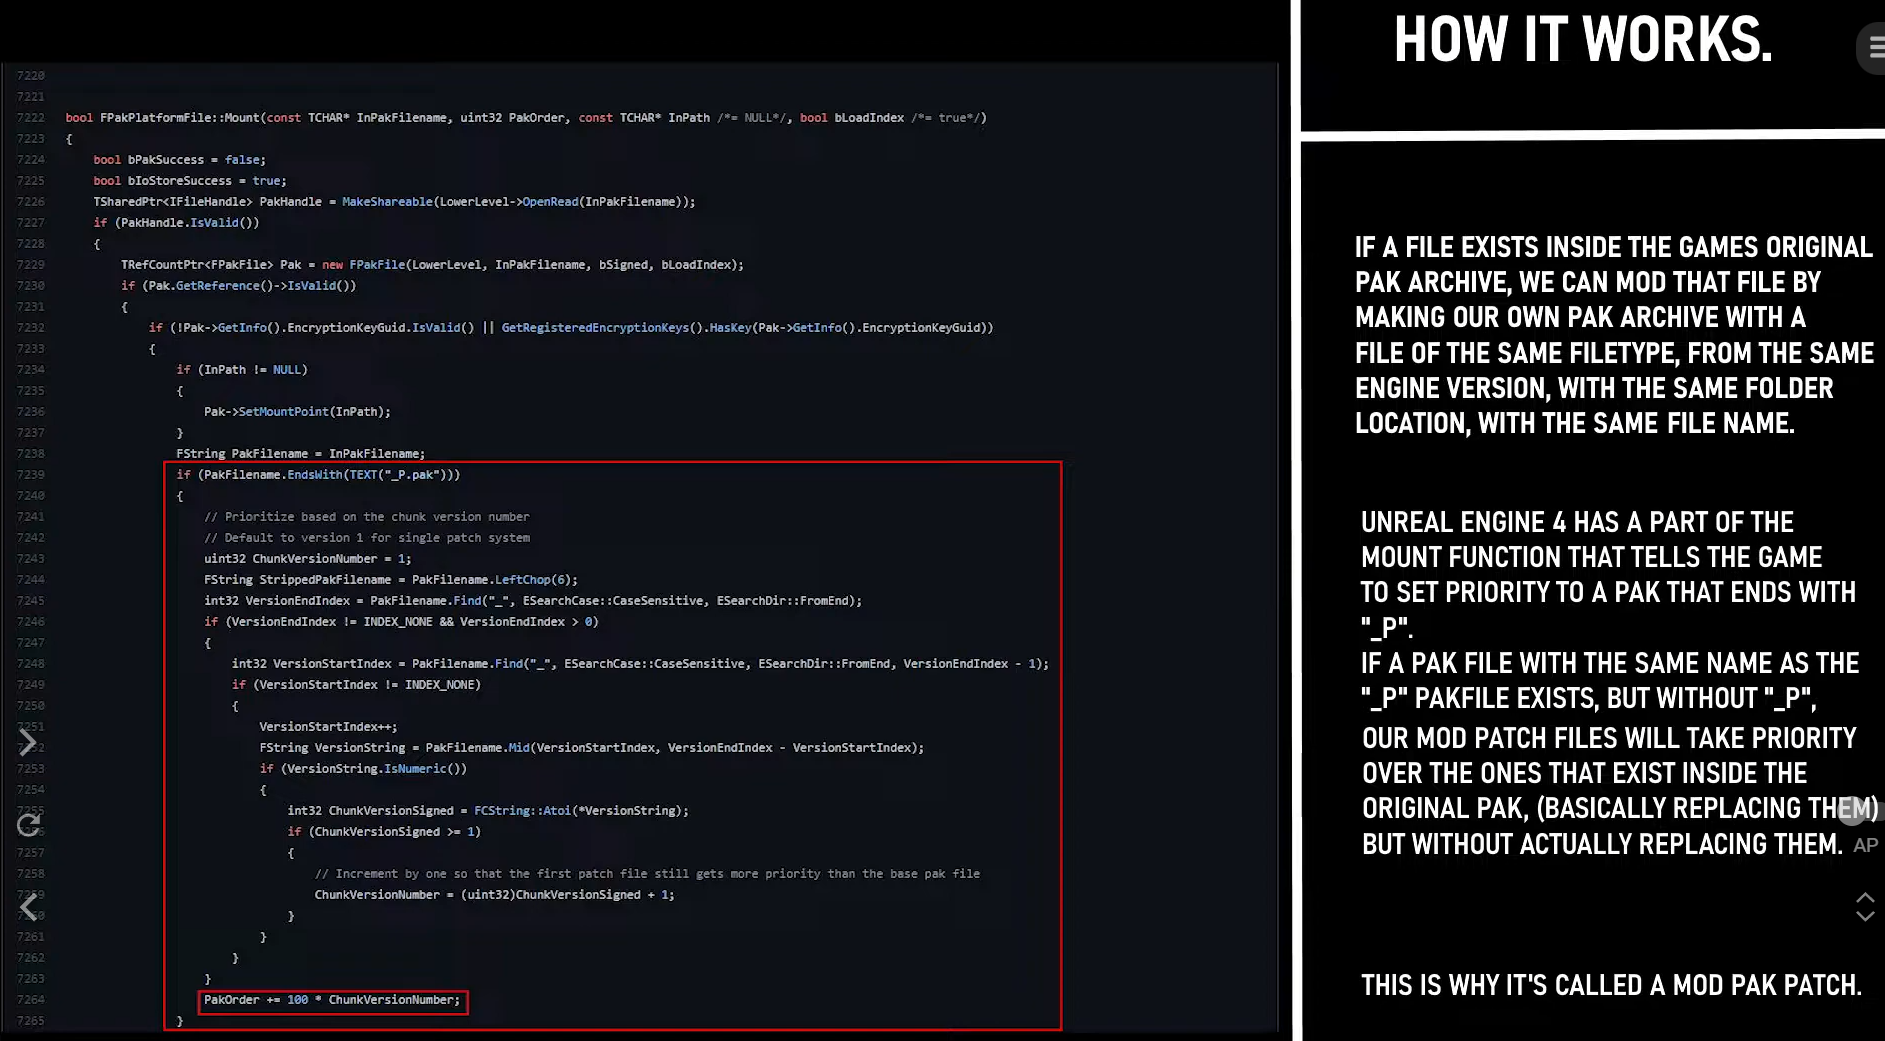 HOW IT WORKS.
7220
7221
7222 bool FPakPlatformFile::Mount(const TCHAR* InPakFilename, uint32 PakOrder, const TCHAR* InPath /*= NULL*/, bool bLoadIndex /*= true*/)
7223 {
7224 bool bPakSuccess = false;
7225 bool bIoStoreSuccess = true;
7226 TSharedPtr<IFileHandle> PakHandle = MakeShareable(LowerLevel->OpenRead(InPakFilename));
7227 if (PakHandle.IsValid())
7228 {
7229 TRefCountPtr<FPakFile> Pak = new FPakFile(LowerLevel, InPakFilename, bSigned, bLoadIndex);
7230 if (Pak.GetReference()->IsValid())
7231 {
7232 if (!Pak->GetInfo().EncryptionKeyGuid.IsValid() || GetRegisteredEncryptionKeys().HasKey(Pak->GetInfo().EncryptionKeyGuid))
7233 {
7234 if (InPath != NULL)
7235 {
7236 Pak->SetMountPoint(InPath);
7237 }
7238 FString PakFilename = InPakFilename;
7239 if (PakFilename.EndsWith(TEXT("_P.pak")))
7240 {
7241 // Prioritize based on the chunk version number
7242 // Default to version 1 for single patch system
7243 uint32 ChunkVersionNumber = 1;
7244 FString StrippedPakFilename = PakFilename.LeftChop(6);
7245 int32 VersionEndIndex = PakFilename.Find("_", ESearchCase::CaseSensitive, ESearchDir::FromEnd);
7246 if (VersionEndIndex != INDEX_NONE && VersionEndIndex > 0)
7247 {
7248 int32 VersionStartIndex = PakFilename.Find("_", ESearchCase::CaseSensitive, ESearchDir::FromEnd, VersionEndIndex - 1);
7249 if (VersionStartIndex != INDEX_NONE)
7250 {
7251 VersionStartIndex++;
7252 FString VersionString = PakFilename.Mid(VersionStartIndex, VersionEndIndex - VersionStartIndex);
7253 if (VersionString.IsNumeric())
7254 {
7255 int32 ChunkVersionSigned = FCString::Atoi(*VersionString);
7256 if (ChunkVersionSigned >= 1)
7257 {
7258 // Increment by one so that the first patch file still gets more priority than the base pak file
7259 ChunkVersionNumber = (uint32)ChunkVersionSigned + 1;
7260 }
7261 }
7262 }
7263 }
7264 PakOrder += 100 * ChunkVersionNumber;
7265 }
IF A FILE EXISTS INSIDE THE GAMES ORIGINAL
PAK ARCHIVE, WE CAN MOD THAT FILE BY
MAKING OUR OWN PAK ARCHIVE WITH A
FILE OF THE SAME FILETYPE, FROM THE SAME
ENGINE VERSION, WITH THE SAME FOLDER
LOCATION, WITH THE SAME FILE NAME.
UNREAL ENGINE 4 HAS A PART OF THE
MOUNT FUNCTION THAT TELLS THE GAME
TO SET PRIORITY TO A PAK THAT ENDS WITH
"_P".
IF A PAK FILE WITH THE SAME NAME AS THE
"_P" PAKFILE EXISTS, BUT WITHOUT "_P",
OUR MOD PATCH FILES WILL TAKE PRIORITY
OVER THE ONES THAT EXIST INSIDE THE
ORIGINAL PAK, (BASICALLY REPLACING THEM)
BUT WITHOUT ACTUALLY REPLACING THEM.
AP
THIS IS WHY IT'S CALLED A MOD PAK PATCH.